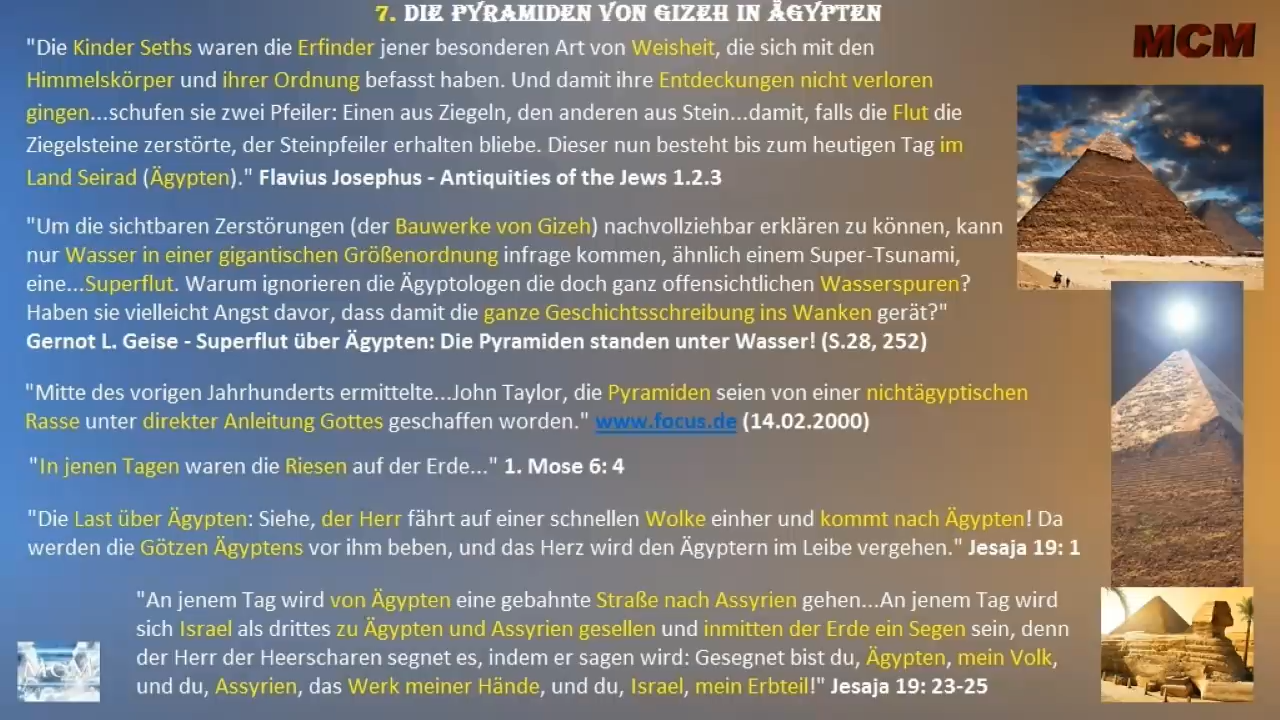 7. DIE PYRAMIDEN VON GIZEH IN ÄGYPTEN
MCM
"Die Kinder Seths waren die Erfinder jener besonderen Art von Weisheit, die sich mit den
Himmelskörper und ihrer Ordnung befasst haben. Und damit ihre Entdeckungen nicht verloren
gingen...schufen sie zwei Pfeiler: Einen aus Ziegeln, den anderen aus Stein...damit, falls die Flut die
Ziegelsteine zerstörte, der Steinpfeiler erhalten bliebe. Dieser nun besteht bis zum heutigen Tag im
Land Seirad (Ägypten)." Flavius Josephus - Antiquities of the Jews 1.2.3
"Um die sichtbaren Zerstörungen (der Bauwerke von Gizeh) nachvollziehbar erklären zu können, kann
nur Wasser in einer gigantischen Größenordnung infrage kommen, ähnlich einem Super-Tsunami,
eine...Superflut. Warum ignorieren die Ägyptologen die doch ganz offensichtlichen Wasserspuren?
Haben sie vielleicht Angst davor, dass damit die ganze Geschichtsschreibung ins Wanken gerät?"
Gernot L. Geise - Superflut über Ägypten: Die Pyramiden standen unter Wasser! (S.28, 252)
"Mitte des vorigen Jahrhunderts ermittelte...John Taylor, die Pyramiden seien von einer nichtägyptischen
Rasse unter direkter Anleitung Gottes geschaffen worden." www.focus.de (14.02.2000)
"In jenen Tagen waren die Riesen auf der Erde..." 1. Mose 6: 4
"Die Last über Ägypten: Siehe, der Herr fährt auf einer schnellen Wolke einher und kommt nach Ägypten! Da
werden die Götzen Ägyptens vor ihm beben, und das Herz wird den Ägyptern im Leibe vergehen." Jesaja 19: 1
"An jenem Tag wird von Ägypten eine gebahnte Straße nach Assyrien gehen...An jenem Tag wird
sich Israel als drittes zu Ägypten und Assyrien gesellen und inmitten der Erde ein Segen sein, denn
der Herr der Heerscharen segnet es, indem er sagen wird: Gesegnet bist du, Ägypten, mein Volk,
und du, Assyrien, das Werk meiner Hände, und du, Israel, mein Erbteil!" Jesaja 19: 23-25
MCM